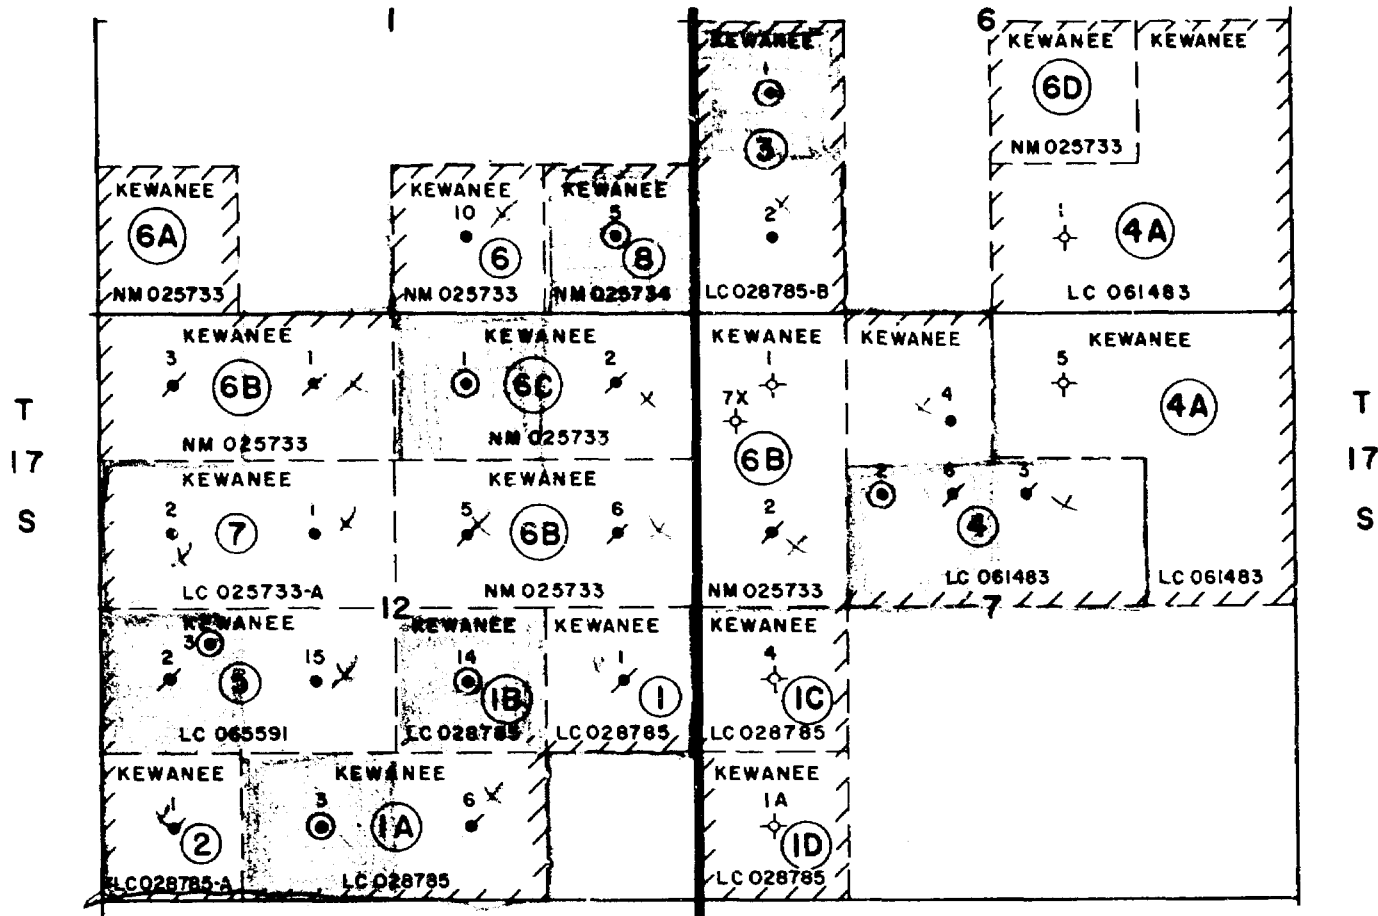 1
6
KEWANEE
1
3
2
LC 028785-B
KEWANEE
KEWANEE
6D
NM 025733
1
4A
LC 061483
KEWANEE
6A
NM 025733
KEWANEE
10
6
NM 025733
KEWANEE
5
8
NM 025734
T
17
S
KEWANEE
3
1
6B
NM 025733
KEWANEE
1
6C
2
NM 025733
KEWANEE
1
7X
6B
2
NM 025733
KEWANEE
4
2
6
3
4
LC 061483
KEWANEE
5
4A
LC 061483
T
17
S
KEWANEE
2
7
1
LC 025733-A
KEWANEE
5
6B
6
NM 025733
12
7
KEWANEE
3
2
15
LC 065591
KEWANEE
14
1B
LC 028785
KEWANEE
1
1
LC 028785
KEWANEE
4
1C
LC 028785
KEWANEE
1
2
LC 028785-A
KEWANEE
3
1A
6
LC 028785
KEWANEE
1A
1D
LC 028785